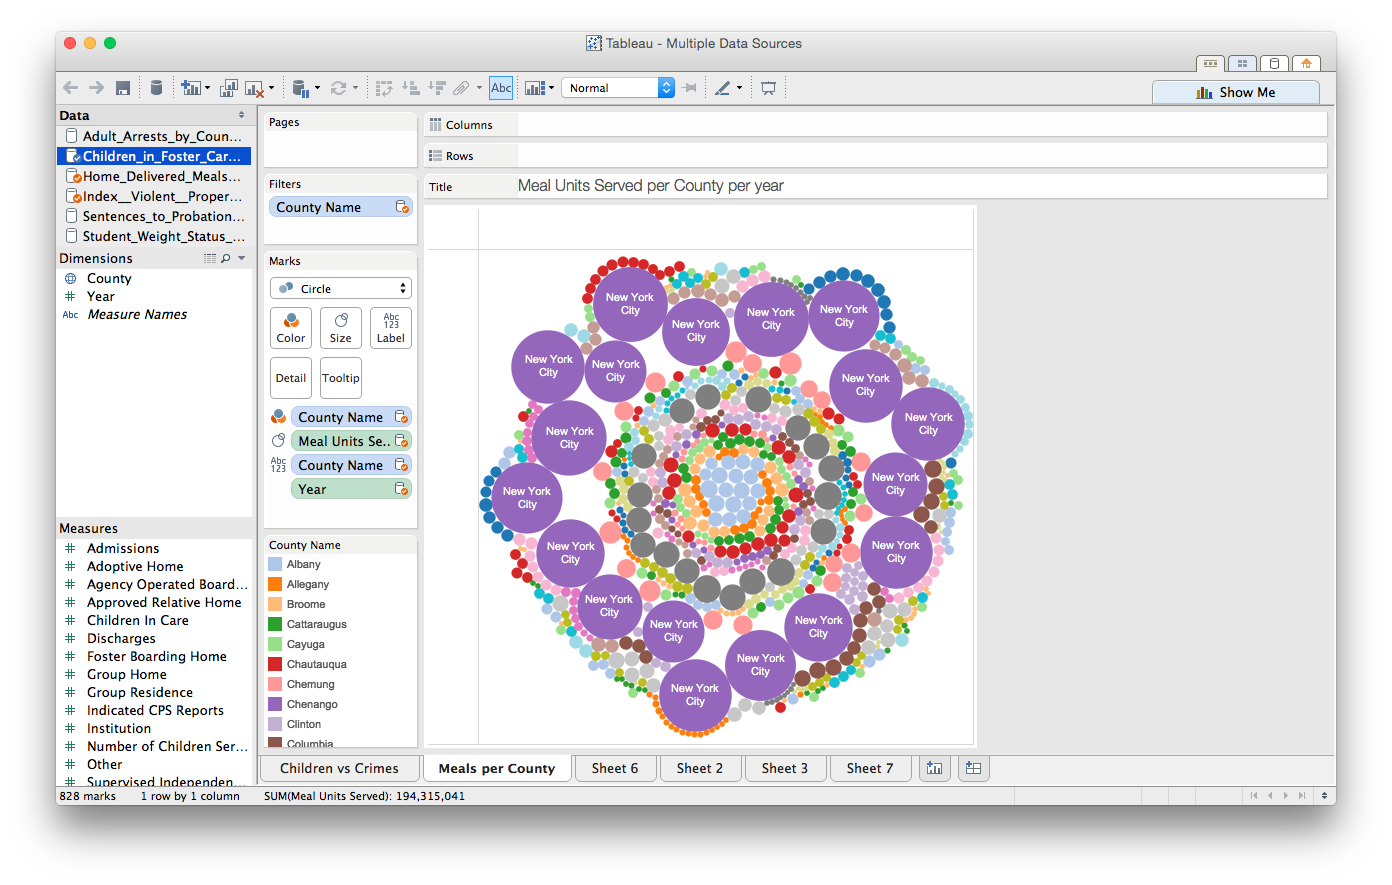 Tableau - Multiple Data Sources
Abc
Normal
Show Me
Data
Adult_Arrests_by_Coun...
Children_in_Foster_Car...
Home_Delivered_Meals...
Index__Violent__Proper...
Sentences_to_Probation...
Student_Weight_Status_...
Dimensions
County
Year
Abc Measure Names
Measures
Admissions
Adoptive Home
Agency Operated Board...
Approved Relative Home
Children In Care
Discharges
Foster Boarding Home
Group Home
Group Residence
Indicated CPS Reports
Institution
Number of Children Ser...
Other
Supervised Independen...
Pages
Filters
County Name
Marks
Circle
Color
Size
Abc
123
Label
Detail
Tooltip
County Name
Meal Units Se..
Abc
123
County Name
Year
County Name
Albany
Allegany
Broome
Cattaraugus
Cayuga
Chautauqua
Chemung
Chenango
Clinton
Columbia
Columns
Rows
Title
Meal Units Served per County per year
New York
City
New York
City
New York
City
New York
City
New York
City
New York
City
New York
City
New York
City
New York
City
New York
City
New York
City
New York
City
New York
City
New York
City
New York
City
New York
City
New York
City
New York
City
Children vs Crimes
Meals per County
Sheet 6
Sheet 2
Sheet 3
Sheet 7
828 marks
1 row by 1 column
SUM(Meal Units Served): 194,315,041